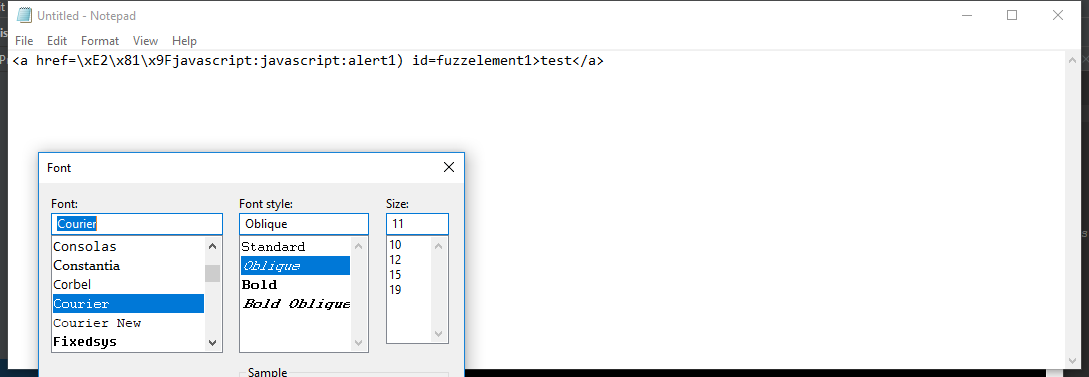 Untitled - Notepad
File Edit Format View Help
<a href=\xE2\x81\x9Fjavascript:javascript:alert1) id=fuzzelement1>test</a>
Font
Font: Font style: Size:
Courier Oblique 11
Consolas Standard 10
Constantia Oblique 12
Corbel Bold 15
Courier Bold Oblique 19
Courier New
Fixedsys
Sample